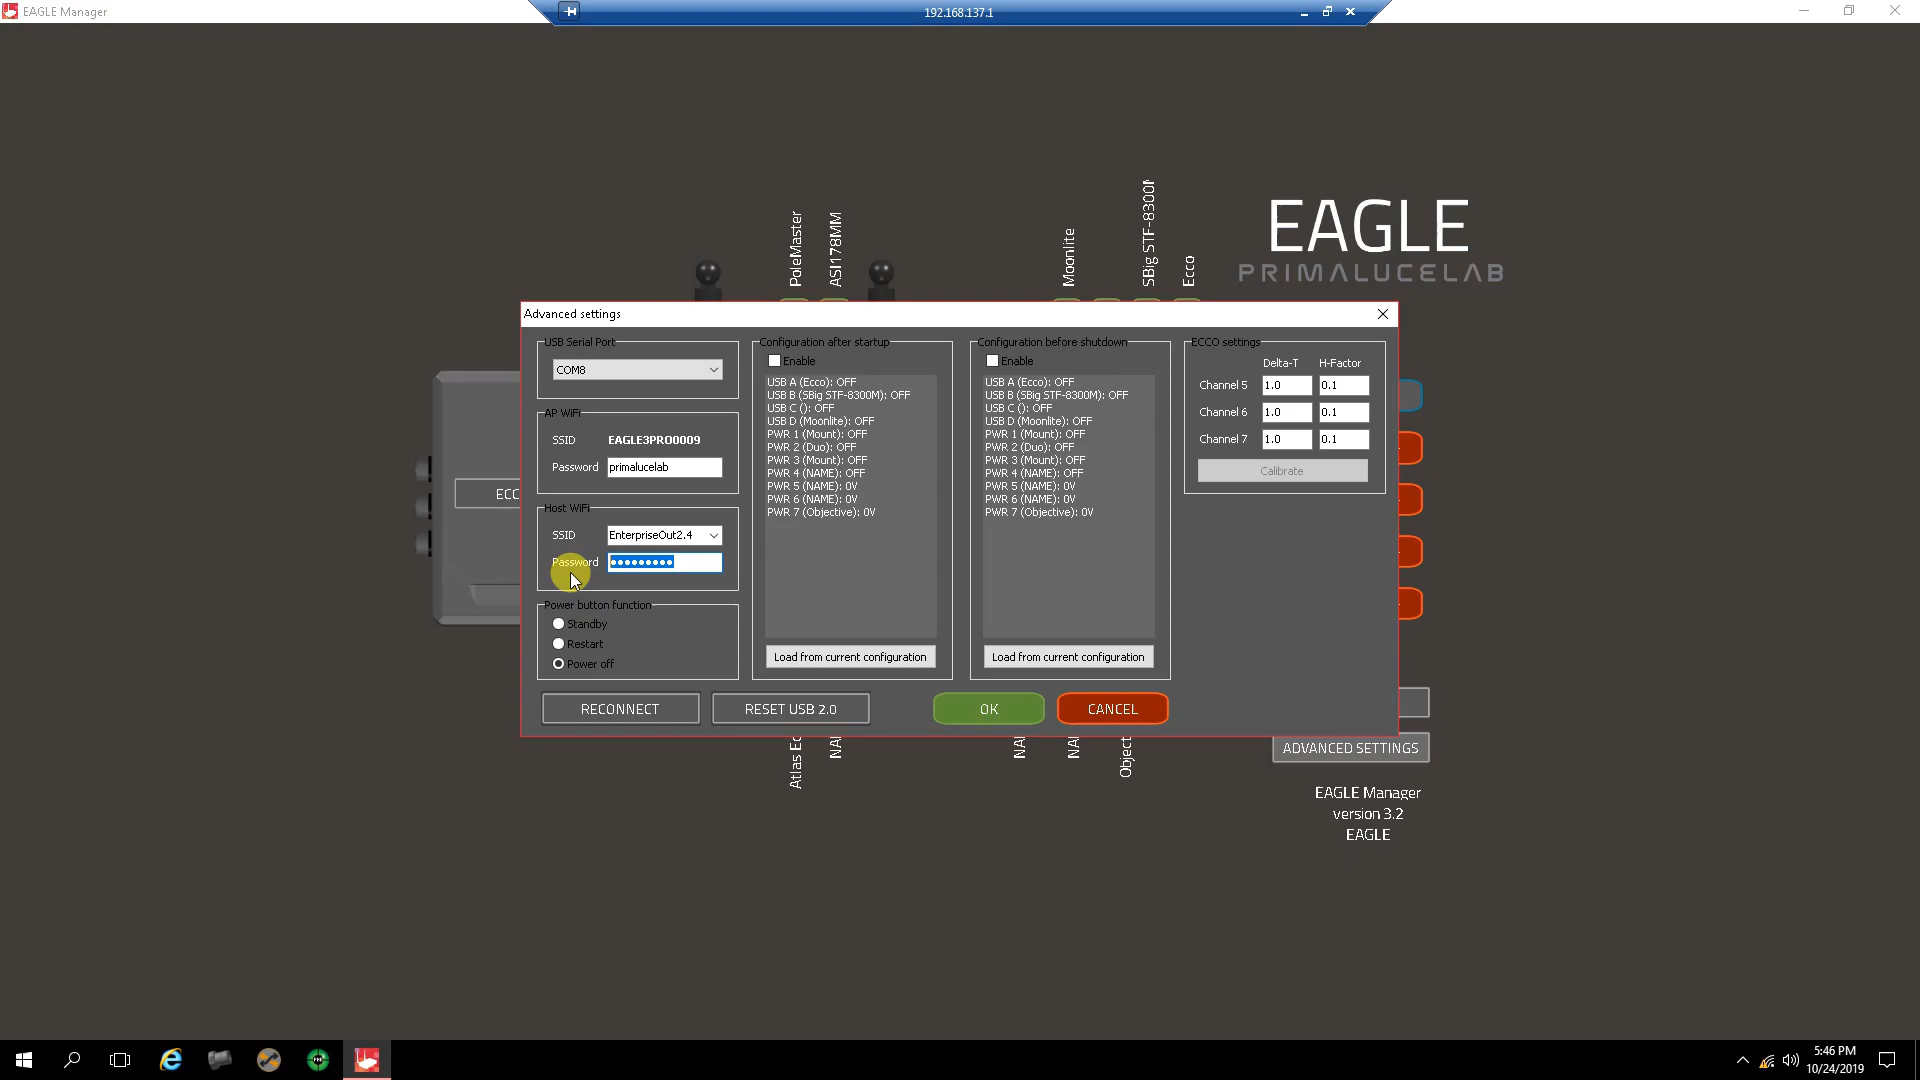 EAGLE Manager
192.168.137.1
PoleMaster
ASI178MM
Moonlite
SBig STF-8300M
Ecco
EAGLE
PRIMALUCELAB
Advanced settings
USB Serial Port
COM8
AP WiFi
SSID EAGLE3PRO0009
Password primalucelab
Host WiFi
SSID EnterpriseOut2.4
Password
Power button function
Standby
Restart
Power off
Configuration after startup
Enable
USB A (Ecco): OFF
USB B (SBig STF-8300M): OFF
USB C (): OFF
USB D (Moonlite): OFF
PWR 1 (Mount): OFF
PWR 2 (Duo): OFF
PWR 3 (Mount): OFF
PWR 4 (NAME): OFF
PWR 5 (NAME): 0V
PWR 6 (NAME): 0V
PWR 7 (Objective): 0V
Load from current configuration
Configuration before shutdown
Enable
USB A (Ecco): OFF
USB B (SBig STF-8300M): OFF
USB C (): OFF
USB D (Moonlite): OFF
PWR 1 (Mount): OFF
PWR 2 (Duo): OFF
PWR 3 (Mount): OFF
PWR 4 (NAME): OFF
PWR 5 (NAME): 0V
PWR 6 (NAME): 0V
PWR 7 (Objective): 0V
Load from current configuration
ECCO settings
Delta-T H-Factor
Channel 5 1.0 0.1
Channel 6 1.0 0.1
Channel 7 1.0 0.1
Calibrate
RECONNECT
RESET USB 2.0
OK
CANCEL
ECC
Atlas Ec
NA
NA
NA
Object
ADVANCED SETTINGS
EAGLE Manager
version 3.2
EAGLE
5:46 PM
10/24/2019